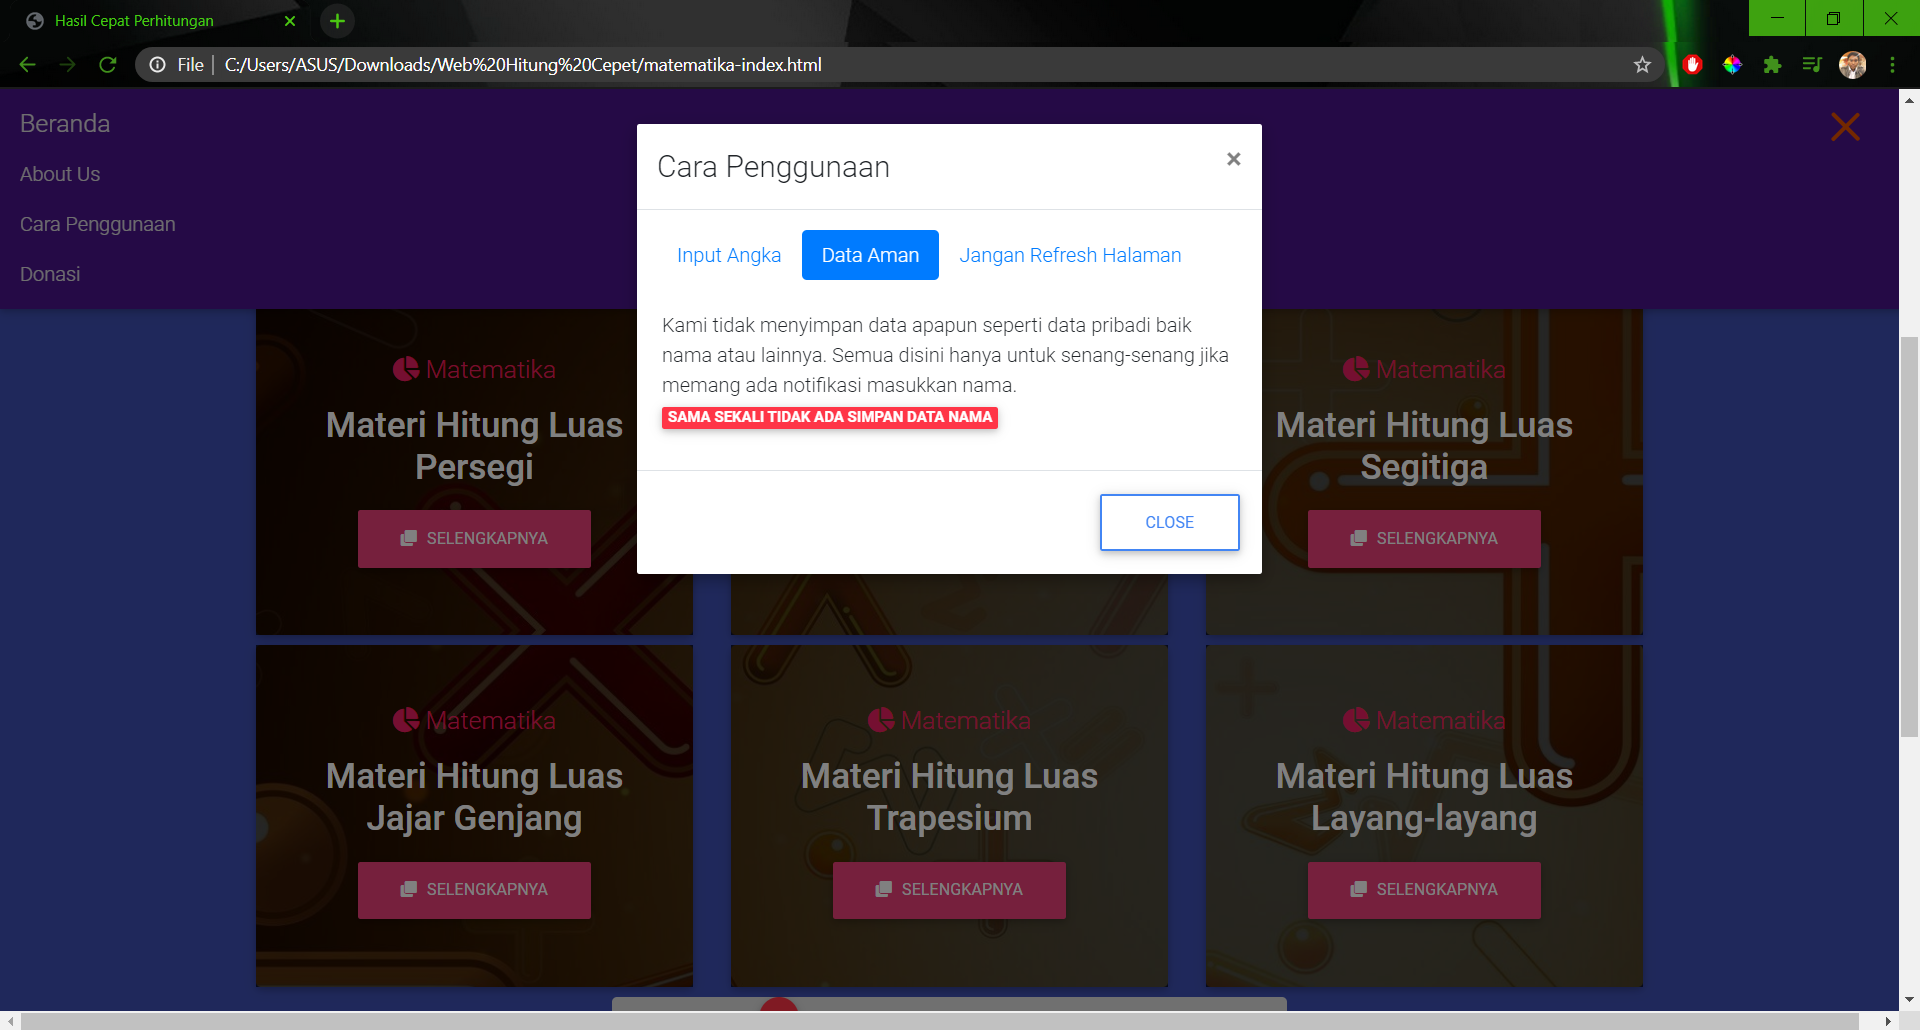 Hasil Cepat Perhitungan
File
C:/Users/ASUS/Downloads/Web%20Hitung%20Cepet/matematika-index.html
Beranda
About Us
Cara Penggunaan
Donasi
Cara Penggunaan
Input Angka
Data Aman
Jangan Refresh Halaman
Kami tidak menyimpan data apapun seperti data pribadi baik
nama atau lainnya. Semua disini hanya untuk senang-senang jika
memang ada notifikasi masukkan nama.
SAMA SEKALI TIDAK ADA SIMPAN DATA NAMA
CLOSE
Matematika
Materi Hitung Luas
Persegi
SELENGKAPNYA
Matematika
Materi Hitung Luas
Segitiga
SELENGKAPNYA
Matematika
Materi Hitung Luas
Jajar Genjang
SELENGKAPNYA
Matematika
Materi Hitung Luas
Trapesium
SELENGKAPNYA
Matematika
Materi Hitung Luas
Layang-layang
SELENGKAPNYA